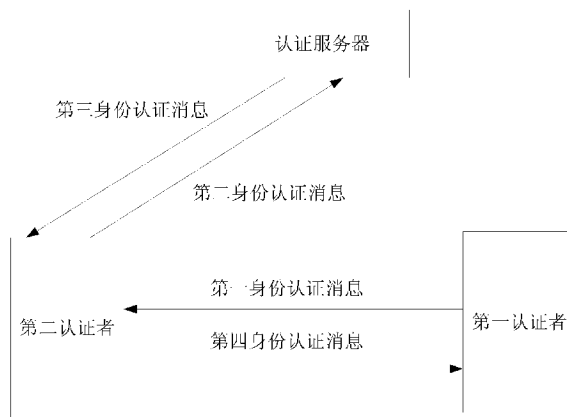 认证服务器
第三身份认证消息
第二身份认证消息
第一身份认证消息
第二认证者
第四身份认证消息
第一认证者